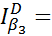 I^D_{β_3} =